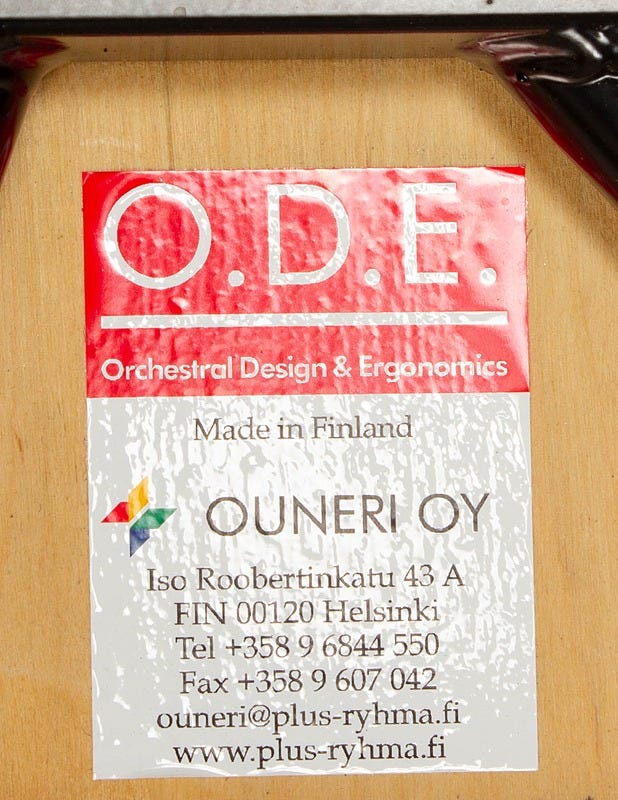 O.D.E.
Orchestral Design & Ergonomics
Made in Finland
OUNERI OY
Iso Roobertinkatu 43 A
FIN 00120 Helsinki
Tel +358 9 6844 550
Fax +358 9 607 042
ouneri@plus-ryhma.fi
www.plus-ryhma.fi